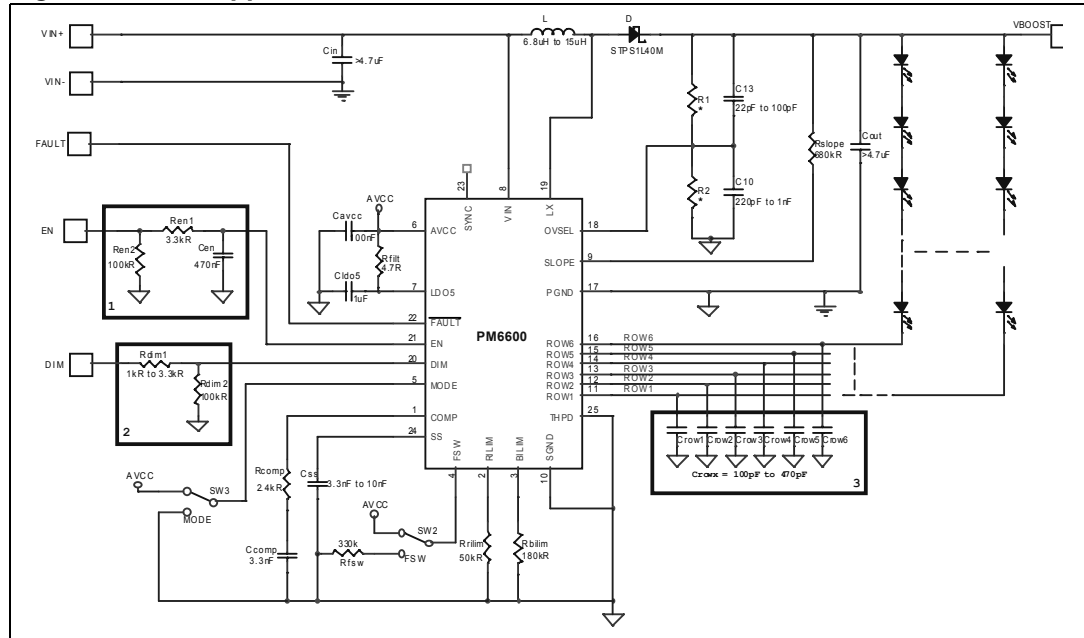 VIN+
VIN-
FAULT
EN
DIM
Cin
>4.7uF
L
6.8uH to 15uH
D
STPS1L40M
VBOOST
R1
*
C13
22pF to 100pF
R2
*
C10
220pF to 1nF
Rslope
680kR
Cout
>4.7uF
Ren1
3.3kR
Ren2
100kR
Cen
470nF
1
Rdim1
1kR to 3.3kR
Rdim2
100kR
2
AVCC
Cavcc
100nF
Rfilt
4.7R
Cldo5
1uF
23
8
19
SYNC
VIN
LX
6
AVCC
7
LDO5
22
FAULT
21
EN
20
DIM
5
MODE
1
COMP
24
SS
PM6600
OVSEL
18
SLOPE
9
PGND
17
ROW6
16
ROW6
ROW5
15
ROW5
ROW4
14
ROW4
ROW3
13
ROW3
ROW2
12
ROW2
ROW1
11
ROW1
THPD
25
FSW
RILIM
BILIM
SGND
4
2
3
10
Crow1 Crow2 Crow3 Crow4 Crow5 Crow6
Crowx = 100pF to 470pF
3
AVCC
SW3
MODE
Rcomp
2.4kR
Ccomp
3.3nF
Css
3.3nF to 10nF
AVCC
SW2
FSW
330k
Rfsw
Rrilim
50kR
Rbilim
180kR